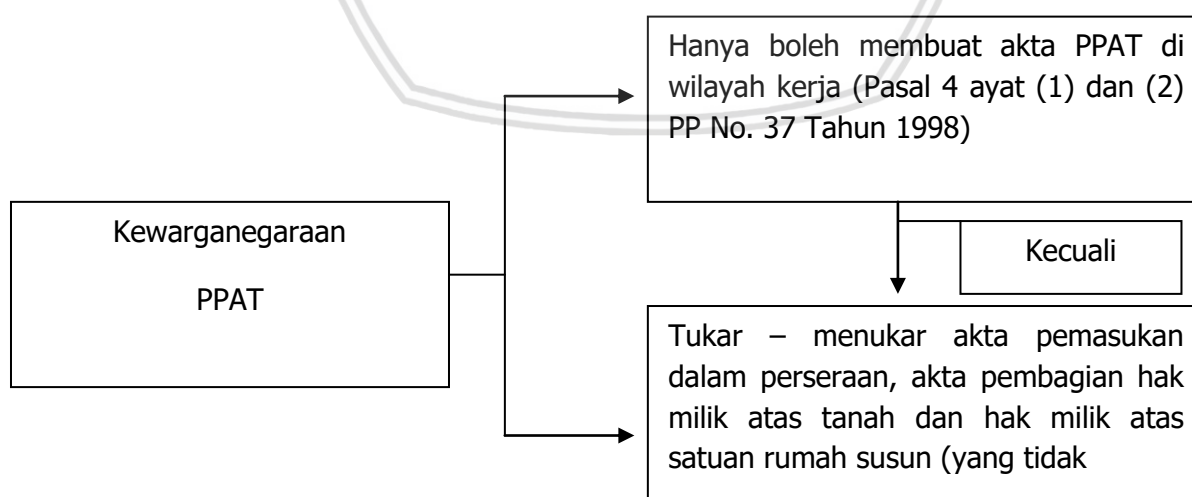 Hanya boleh membuat akta PPAT di
wilayah kerja (Pasal 4 ayat (1) dan (2)
PP No. 37 Tahun 1998)
Kewarganegaraan
PPAT
Kecuali
Tukar – menukar akta pemasukan
dalam perseraan, akta pembagian hak
milik atas tanah dan hak milik atas
satuan rumah susun (yang tidak